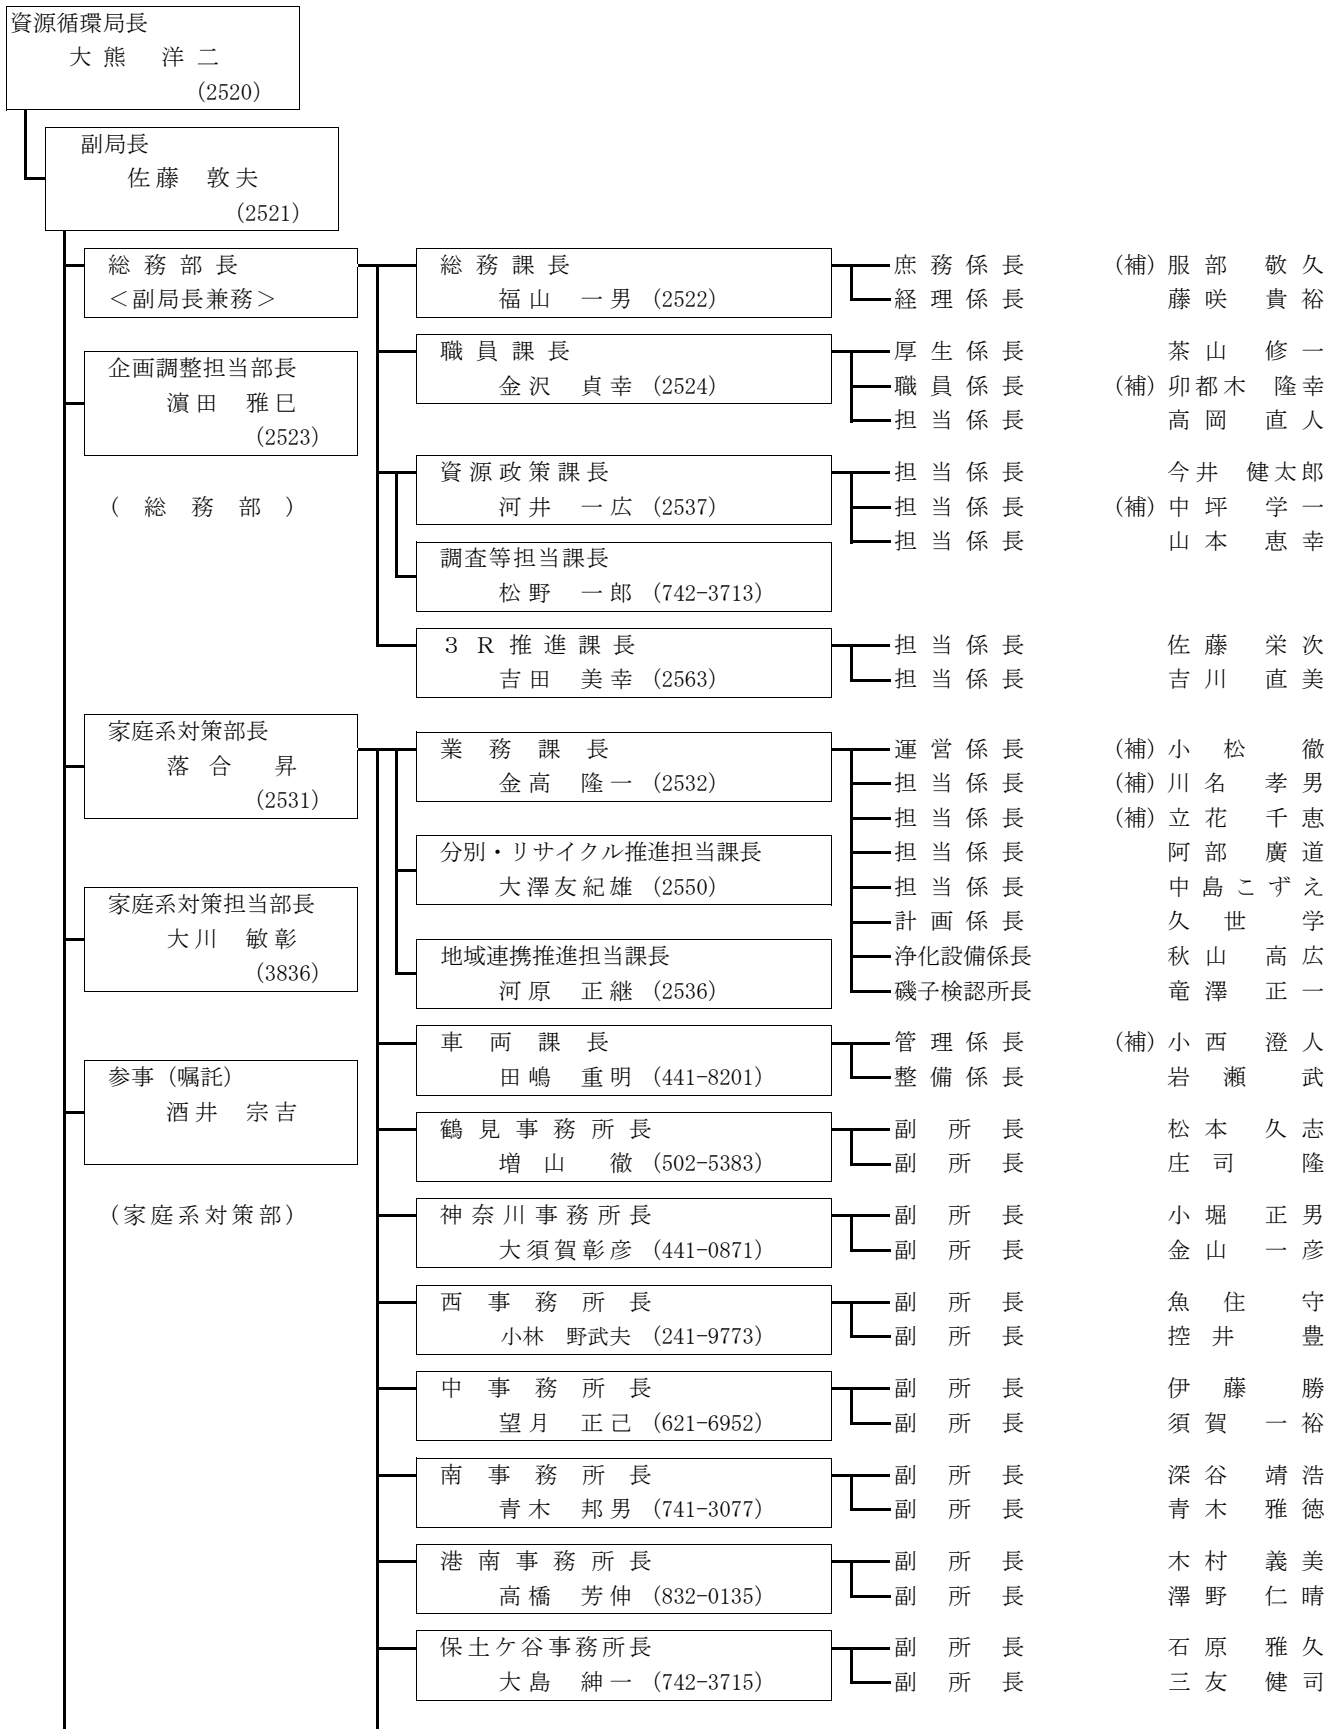 資源循環局長
大熊 洋二
(2520)
副局長
佐藤 敦夫
(2521)
総務部長
<副局長兼務>
企画調整担当部長
濵田 雅巳
(2523)
(総務部)
総務課長
福山 一男 (2522)
庶務係長 (補) 服部 敬久
経理係長 藤咲 貴裕
職員課長
金沢 貞幸 (2524)
厚生係長 茶山 修一
職員係長 (補) 卯都木 隆幸
担当係長 高岡 直人
資源政策課長
河井 一広 (2537)
担当係長 今井 健太郎
担当係長 (補) 中坪 学一
担当係長 山本 恵幸
調査等担当課長
松野 一郎 (742-3713)
3R推進課長
吉田 美幸 (2563)
担当係長 佐藤 栄次
担当係長 吉川 直美
家庭系対策部長
落合 昇
(2531)
家庭系対策担当部長
大川 敏彰
(3836)
参事(嘱託)
酒井 宗吉
(家庭系対策部)
業務課長
金高 隆一 (2532)
運営係長 (補) 小松 徹
担当係長 (補) 川名 孝男
担当係長 (補) 立花 千恵
担当係長 阿部 廣道
担当係長 中島こずえ
計画係長 久世 学
浄化設備係長 秋山 高広
磯子検認所長 竜澤 正一
分別・リサイクル推進担当課長
大澤友紀雄 (2550)
地域連携推進担当課長
河原 正継 (2536)
車両課長
田嶋 重明 (441-8201)
管理係長 (補) 小西 澄人
整備係長 岩瀬 武
鶴見事務所長
増山 徹 (502-5383)
副所長 松本 久志
副所長 庄司 隆
神奈川事務所長
大須賀彰彦 (441-0871)
副所長 小堀 正男
副所長 金山 一彦
西事務所長
小林 野武夫 (241-9773)
副所長 魚住 守
副所長 控井 豊
中事務所長
望月 正己 (621-6952)
副所長 伊藤 勝
副所長 須賀 一裕
南事務所長
青木 邦男 (741-3077)
副所長 深谷 靖浩
副所長 青木 雅徳
港南事務所長
高橋 芳伸 (832-0135)
副所長 木村 義美
副所長 澤野 仁晴
保土ケ谷事務所長
大島 紳一 (742-3715)
副所長 石原 雅久
副所長 三友 健司